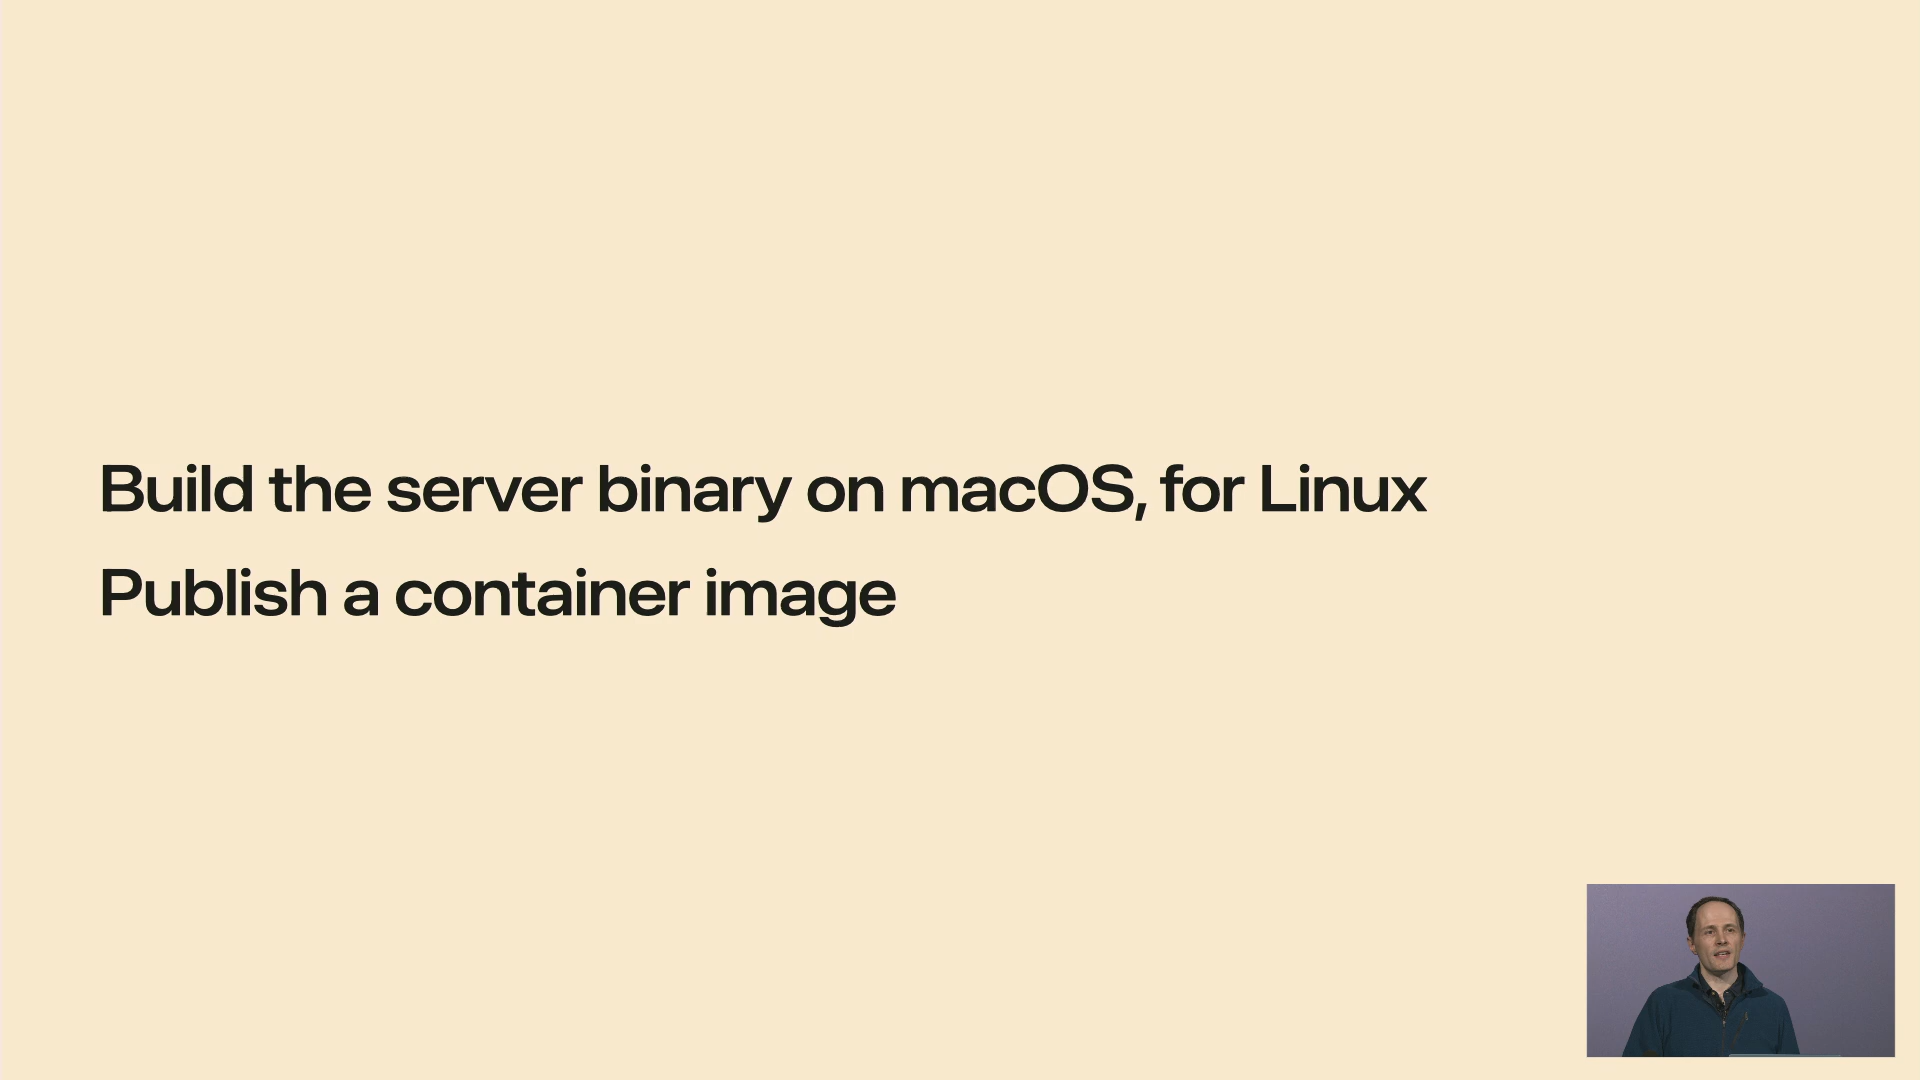 Build the server binary on macOS, for Linux
Publish a container image